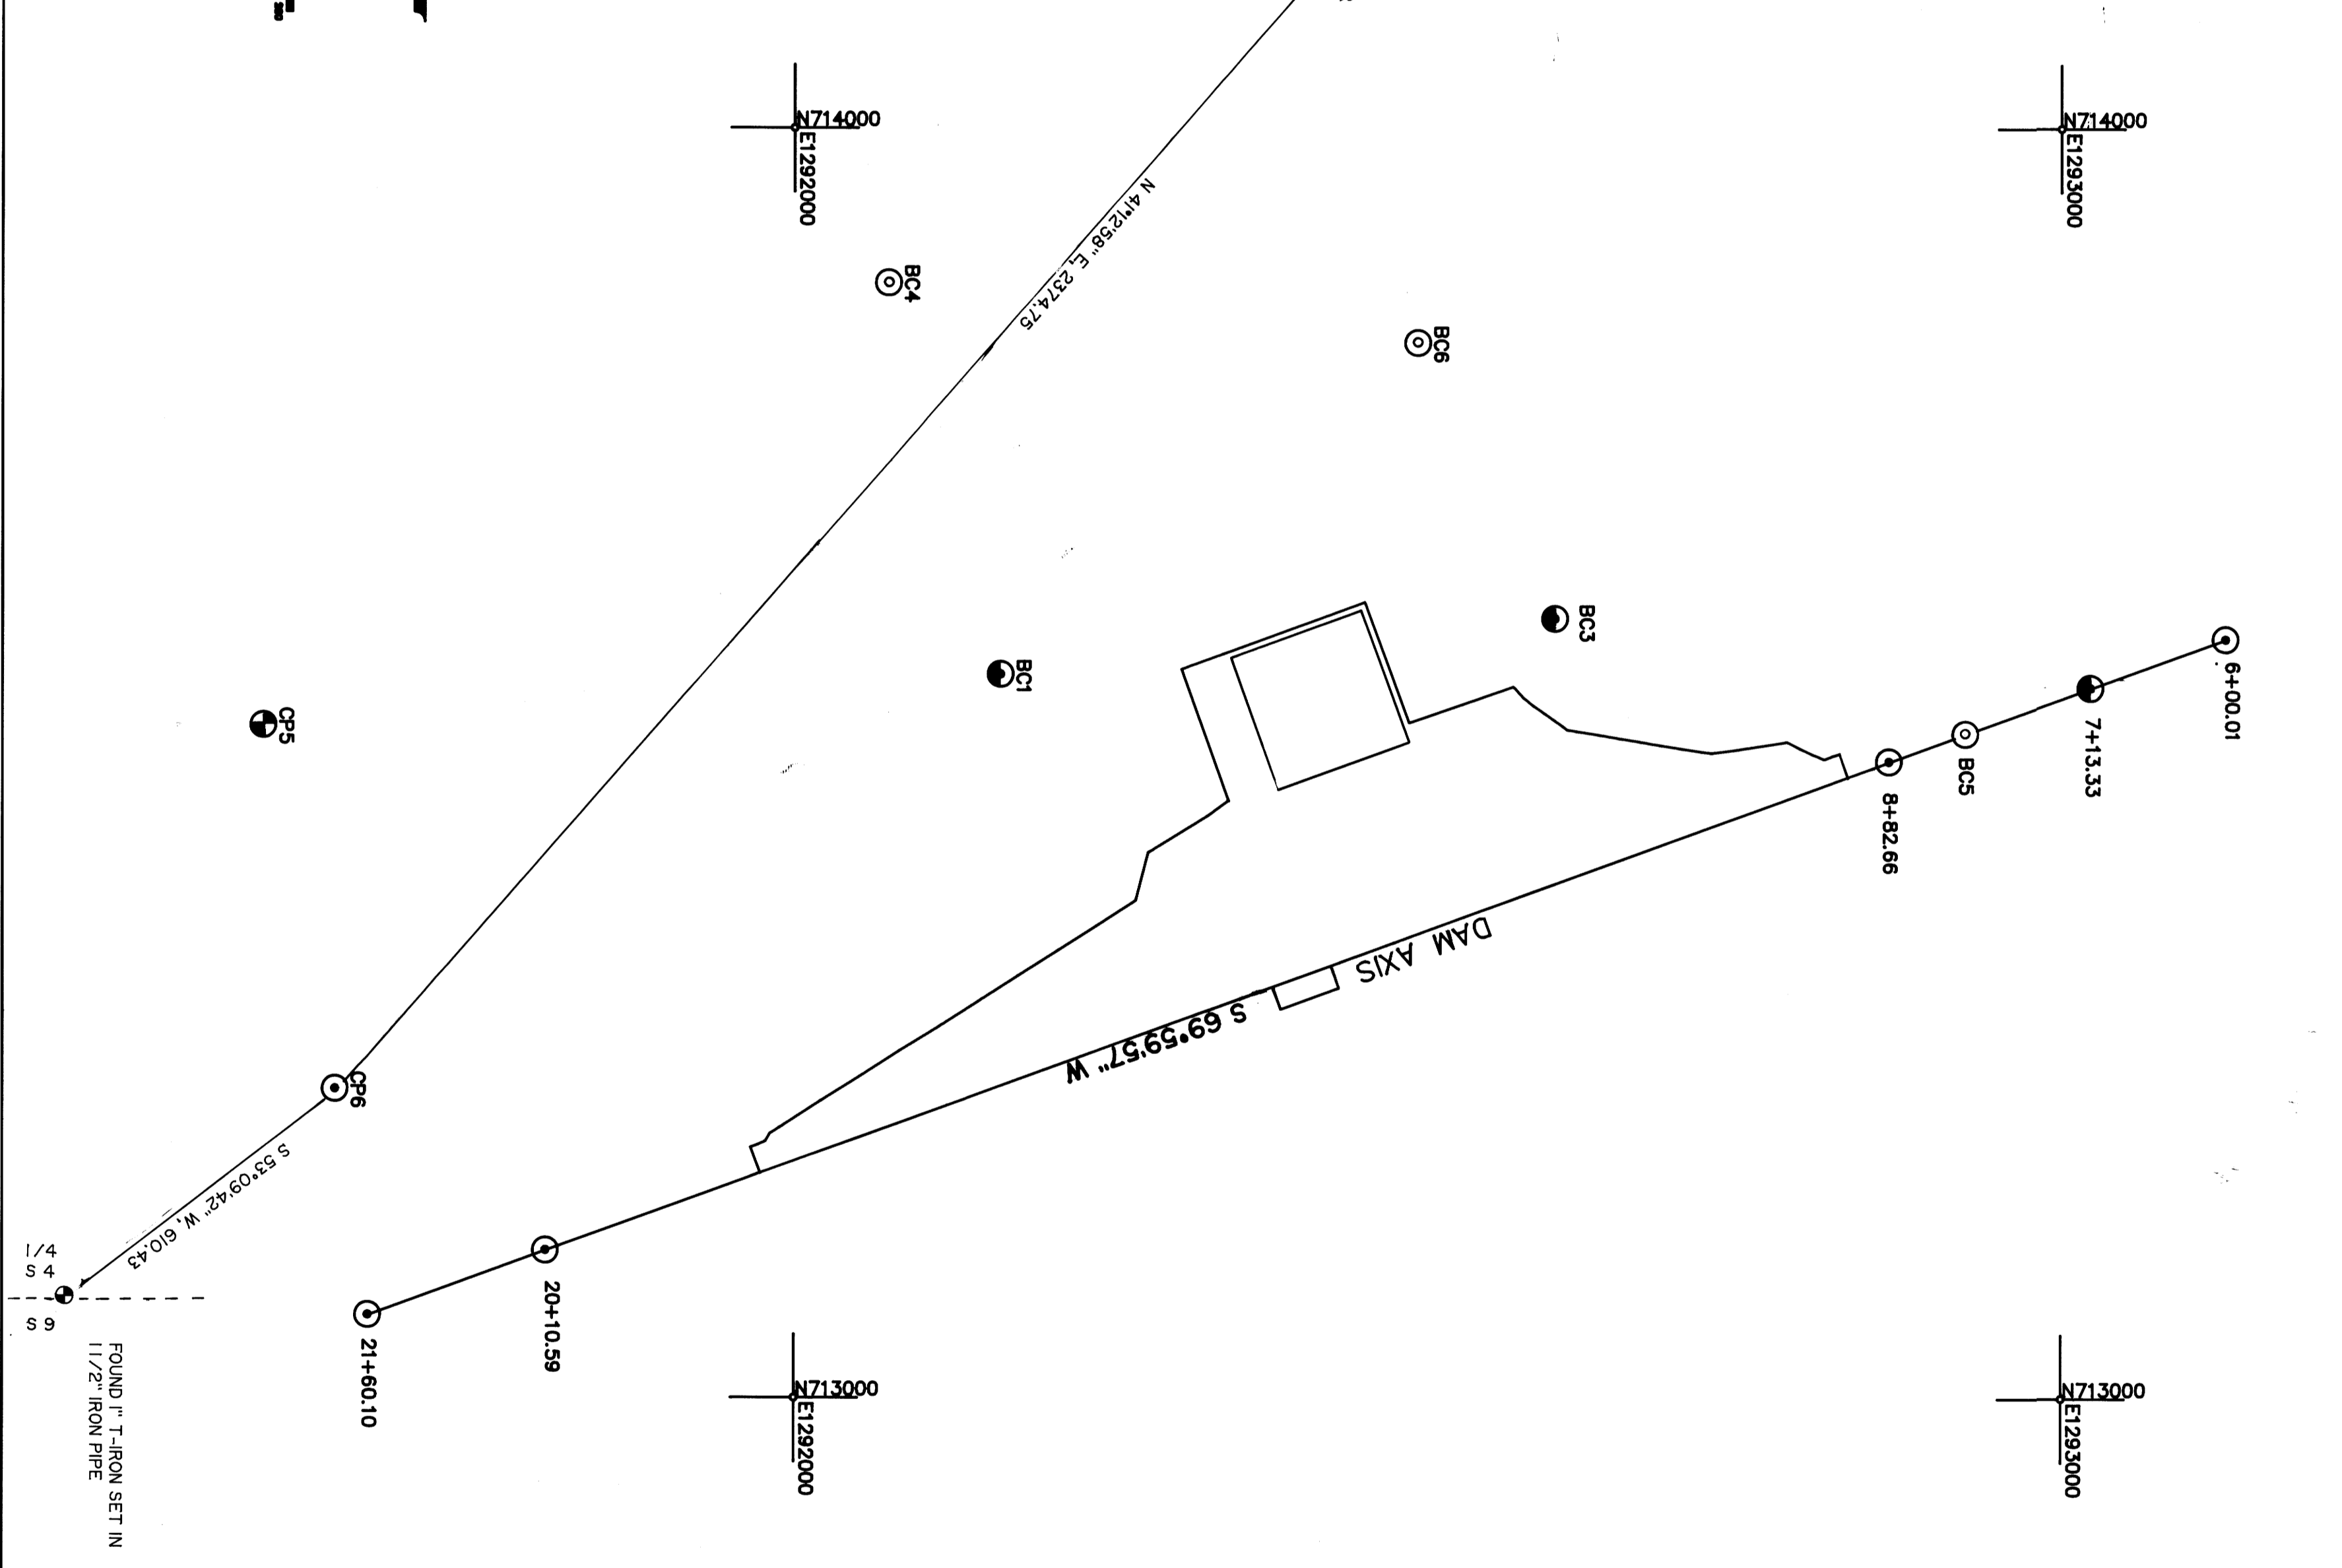 N714000
E1292000
N714000
E1293000
N 41°12'58" E, 2374.75
BC4
BC6
BC3
BC1
CP5
6+00.01
7+13.33
BC5
8+82.66
DAM AXIS
S 69°59'57" W
CP6
S 53°09'42" W, 610.43
1/4
S 4
S 9
20+10.59
21+60.10
FOUND 1" T-IRON SET IN
1 1/2" IRON PIPE
N713000
E1292000
N713000
E1293000